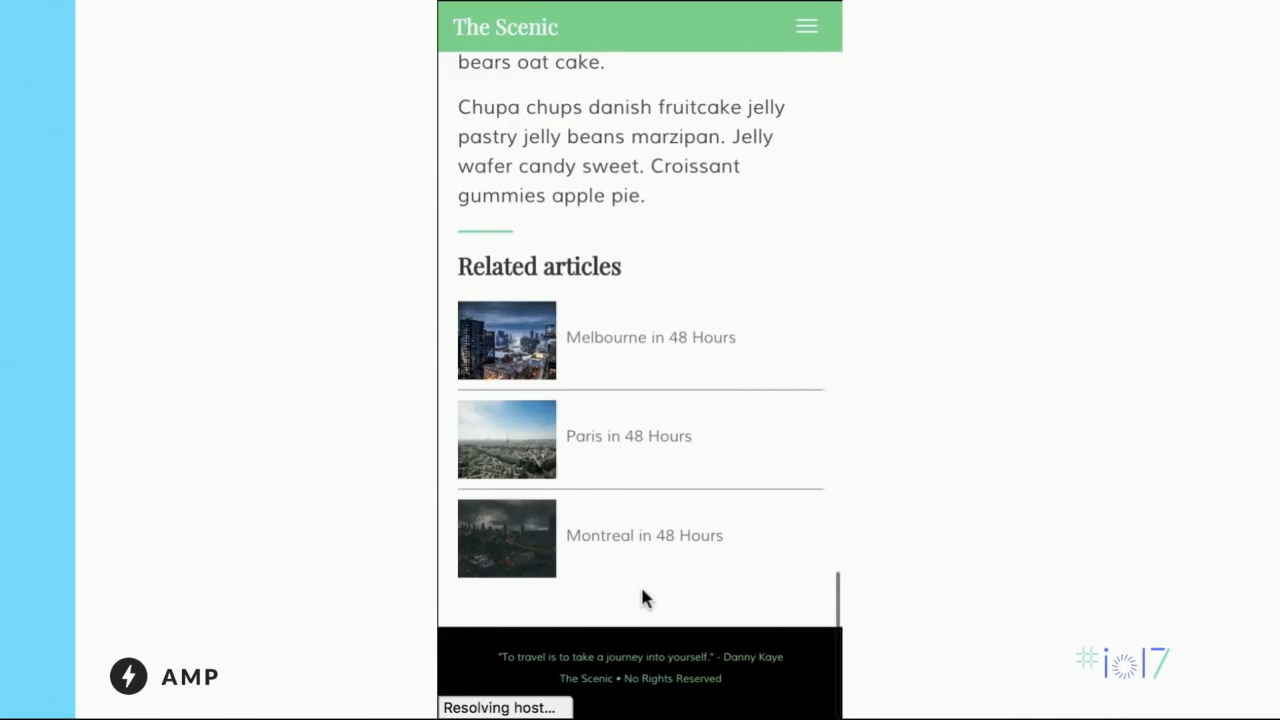 The Scenic
bears oat cake.
Chupa chups danish fruitcake jelly
pastry jelly beans marzipan. Jelly
wafer candy sweet. Croissant
gummies apple pie.
Related articles
Melbourne in 48 Hours
Paris in 48 Hours
Montreal in 48 Hours
"To travel is to take a journey into yourself." - Danny Kaye
The Scenic • No Rights Reserved
Resolving host...
AMP
#io17